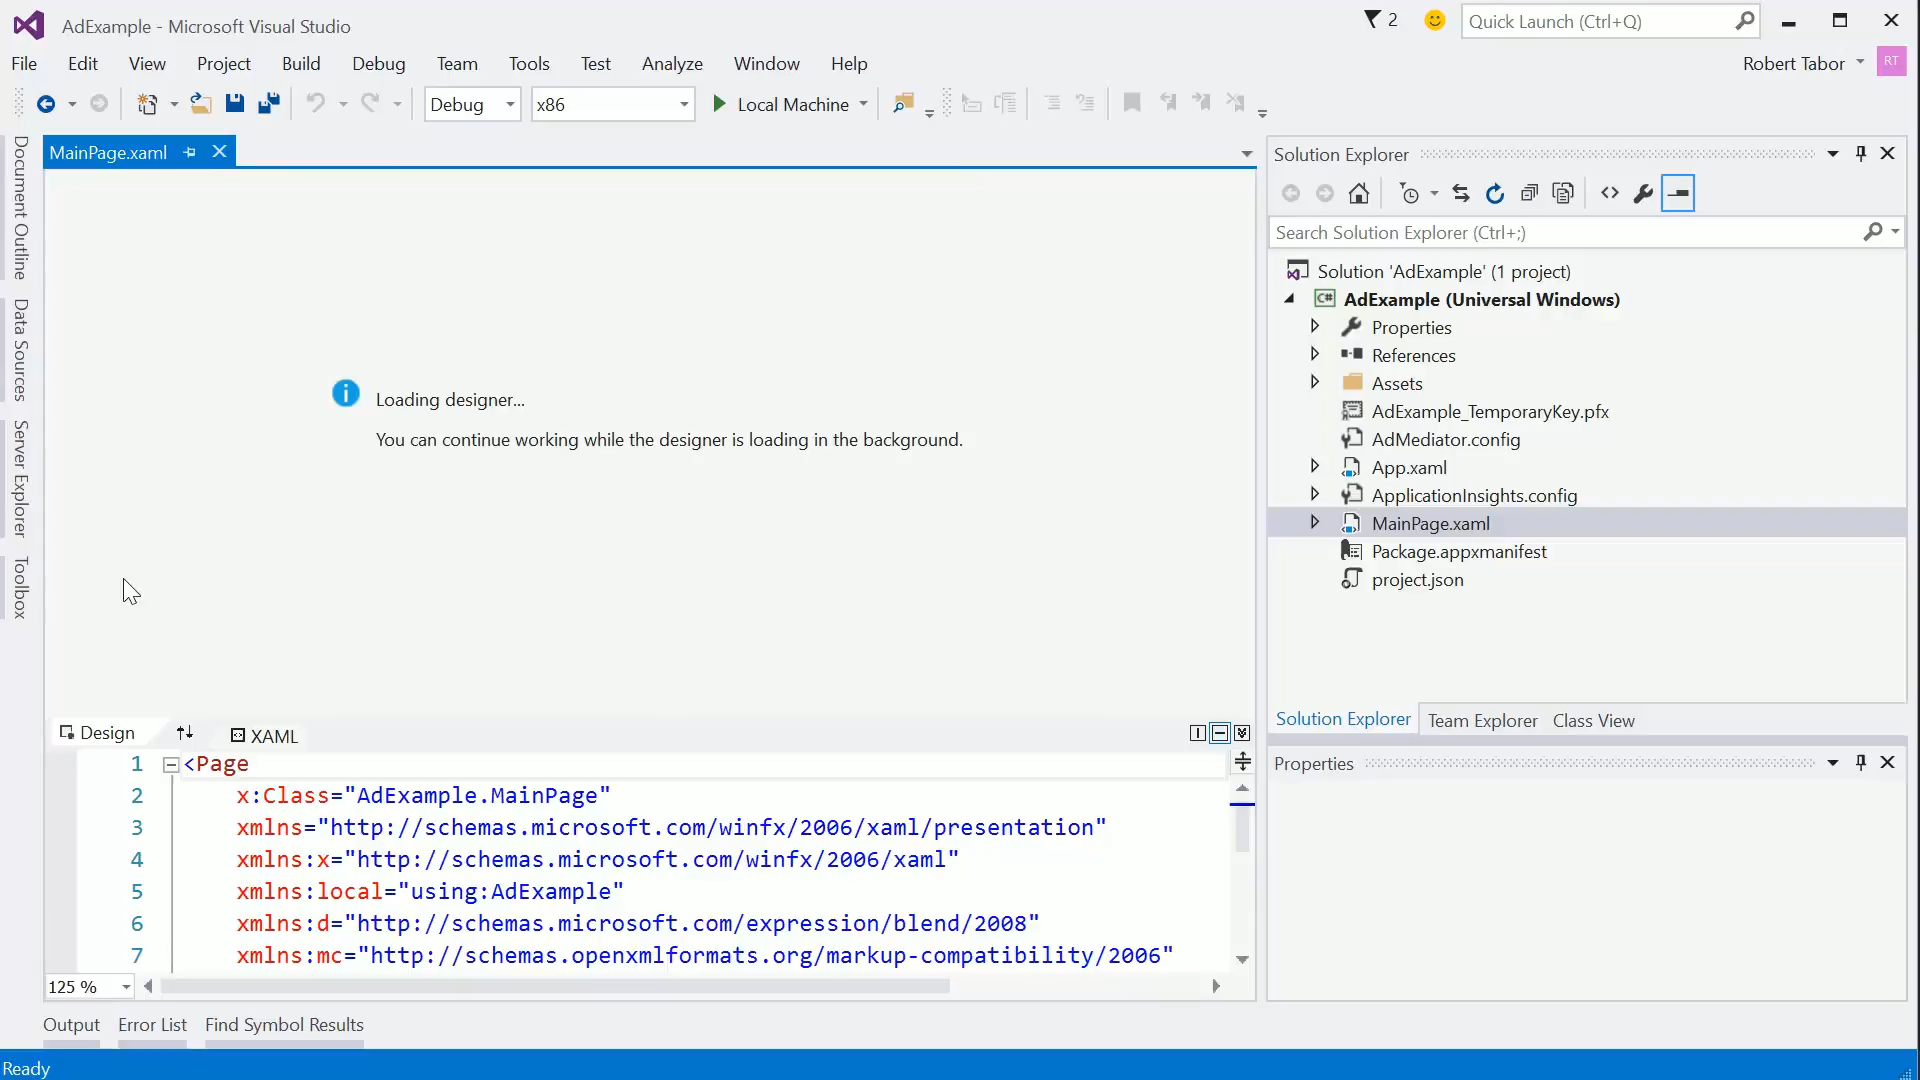 AdExample - Microsoft Visual Studio
2
Quick Launch (Ctrl+Q)
File Edit View Project Build Debug Team Tools Test Analyze Window Help
Robert Tabor
RT
Debug
x86
Local Machine
Document Outline
Data Sources
Server Explorer
Toolbox
MainPage.xaml
Loading designer...
You can continue working while the designer is loading in the background.
Design
XAML
1 <Page
2 x:Class="AdExample.MainPage"
3 xmlns="http://schemas.microsoft.com/winfx/2006/xaml/presentation"
4 xmlns:x="http://schemas.microsoft.com/winfx/2006/xaml"
5 xmlns:local="using:AdExample"
6 xmlns:d="http://schemas.microsoft.com/expression/blend/2008"
7 xmlns:mc="http://schemas.openxmlformats.org/markup-compatibility/2006"
125 %
Solution Explorer
Search Solution Explorer (Ctrl+;)
Solution 'AdExample' (1 project)
C# AdExample (Universal Windows)
Properties
References
Assets
AdExample_TemporaryKey.pfx
AdMediator.config
App.xaml
ApplicationInsights.config
MainPage.xaml
Package.appxmanifest
project.json
Solution Explorer Team Explorer Class View
Properties
Output Error List Find Symbol Results
Ready